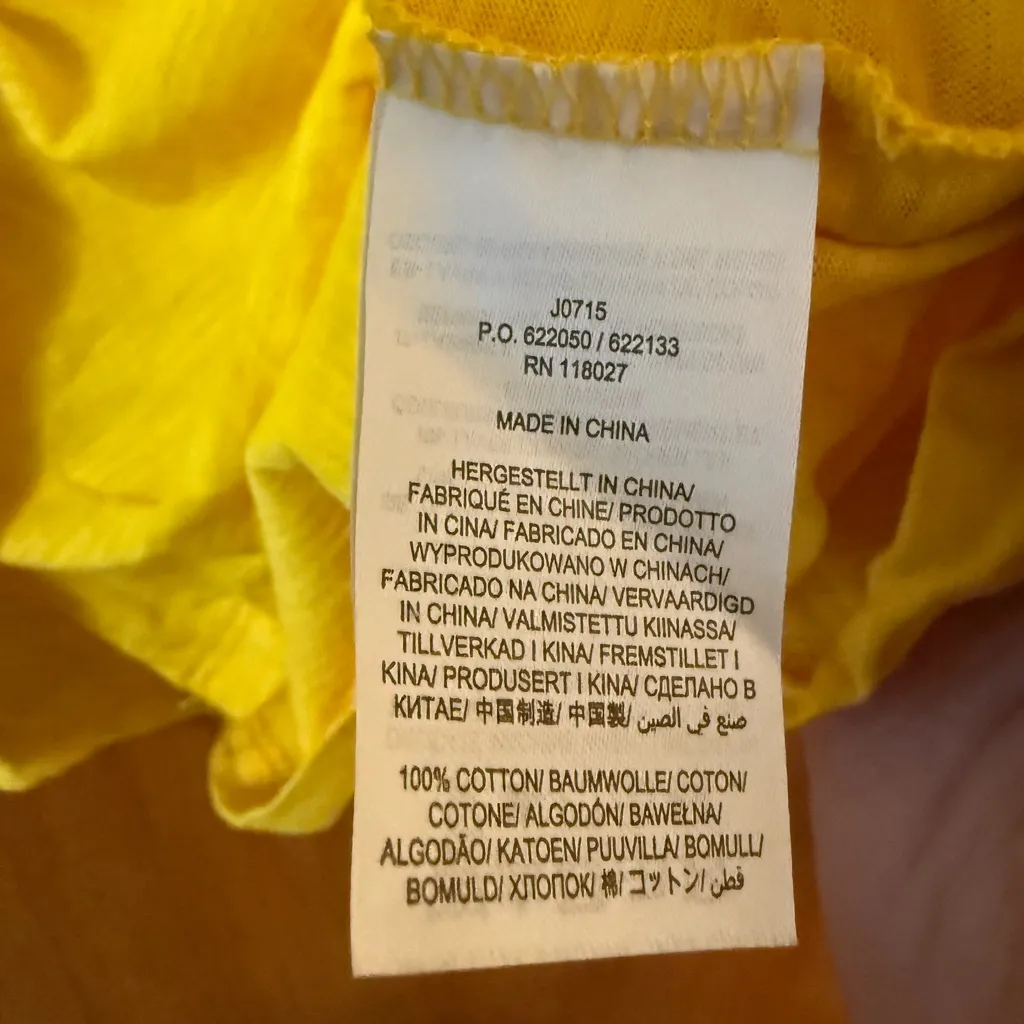 J0715
P.O. 622050 / 622133
RN 118027
MADE IN CHINA
HERGESTELLT IN CHINA/
FABRIQUÉ EN CHINE/ PRODOTTO
IN CINA/ FABRICADO EN CHINA/
WYPRODUKOWANO W CHINACH/
FABRICADO NA CHINA/ VERVAARDIGD
IN CHINA/ VALMISTETTU KIINASSA/
TILLVERKAD I KINA/ FREMSTILLET I
KINA/ PRODUSERT I KINA/ СДЕЛАНО В
КИТАЕ/ 中国制造/ 中国製/ صنع في الصين
100% COTTON/ BAUMWOLLE/ COTON/
COTONE/ ALGODÓN/ BAWEŁNA/
ALGODÃO/ KATOEN/ PUUVILLA/ BOMULL/
BOMULD/ ХЛОПОК/ 棉/ コットン/ قطن